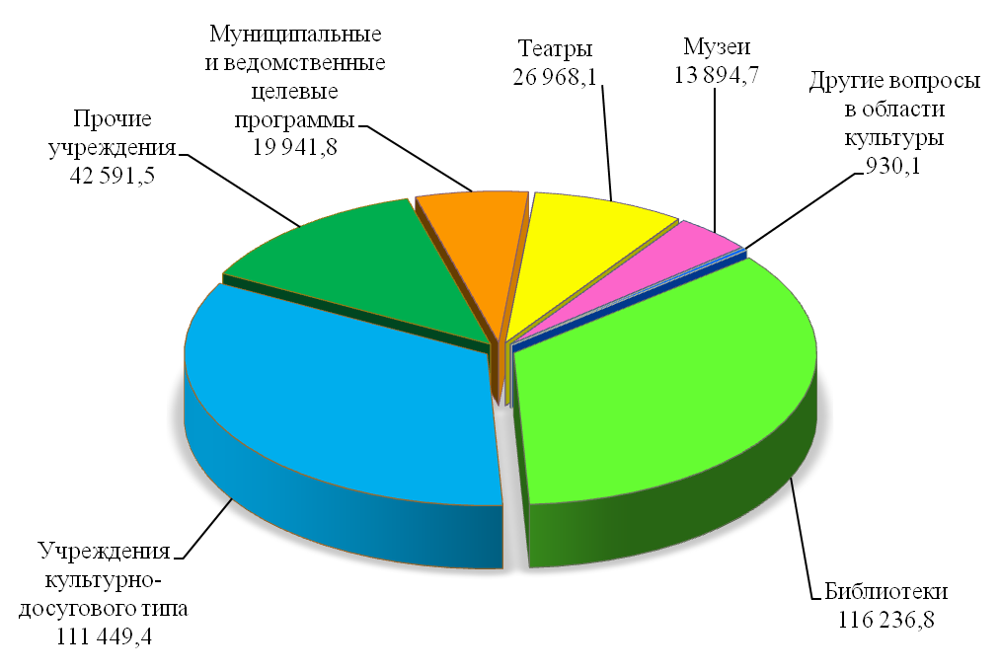 Муниципальные
и ведомственные
целевые
программы
19 941,8
Театры
26 968,1
Музеи
13 894,7
Другие вопросы
в области
культуры
930,1
Прочие
учреждения
42 591,5
Учреждения
культурно-
досугового типа
111 449,4
Библиотеки
116 236,8